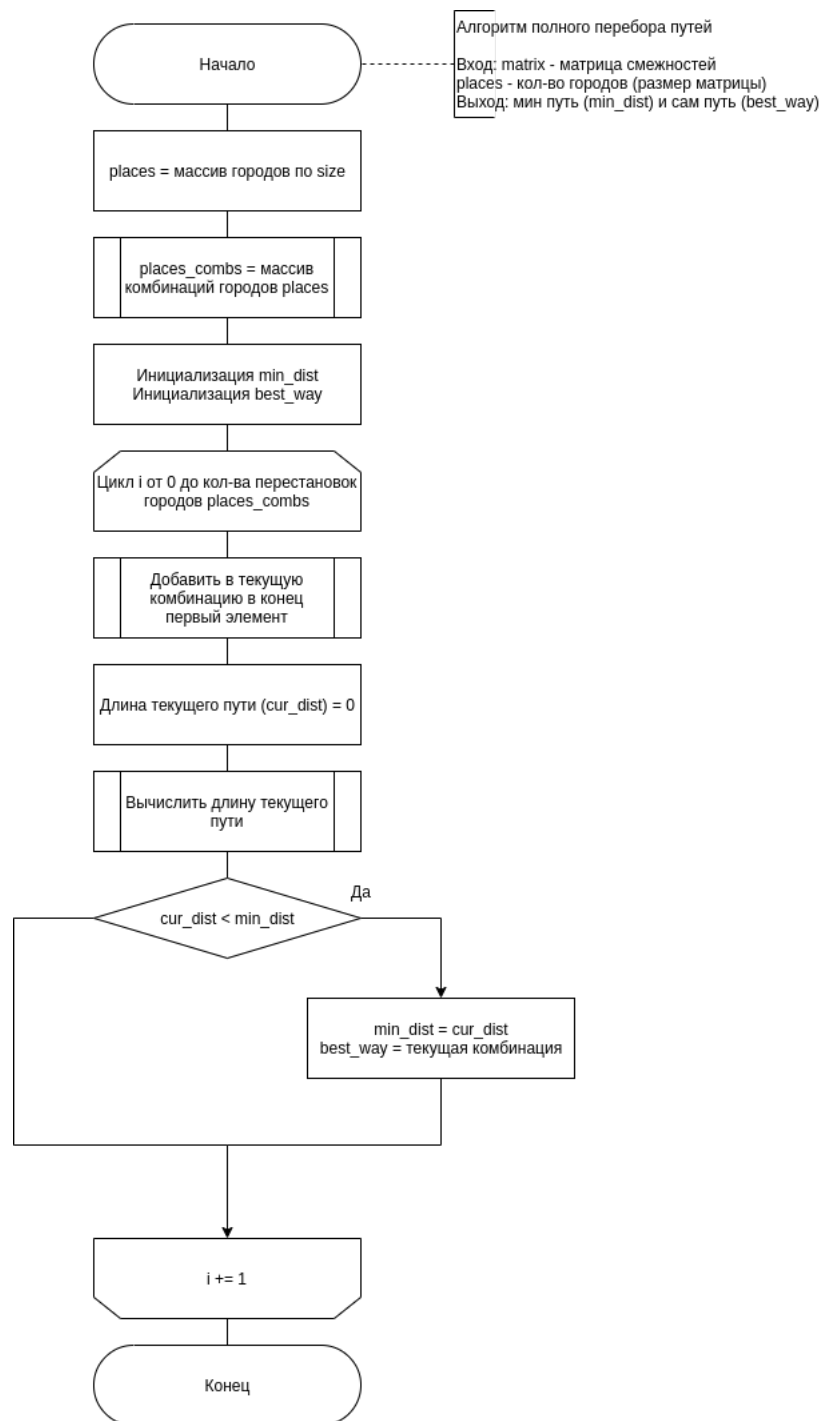 Алгоритм полного перебора путей
Вход: matrix - матрица смежностей
places - кол-во городов (размер матрицы)
Выход: мин путь (min_dist) и сам путь (best_way)
Начало
places = массив городов по size
places_combs = массив
комбинаций городов places
Инициализация min_dist
Инициализация best_way
Цикл i от 0 до кол-ва перестановок
городов places_combs
Добавить в текущую
комбинацию в конец
первый элемент
Длина текущего пути (cur_dist) = 0
Вычислить длину текущего
пути
Да
cur_dist < min_dist
min_dist = cur_dist
best_way = текущая комбинация
i += 1
Конец